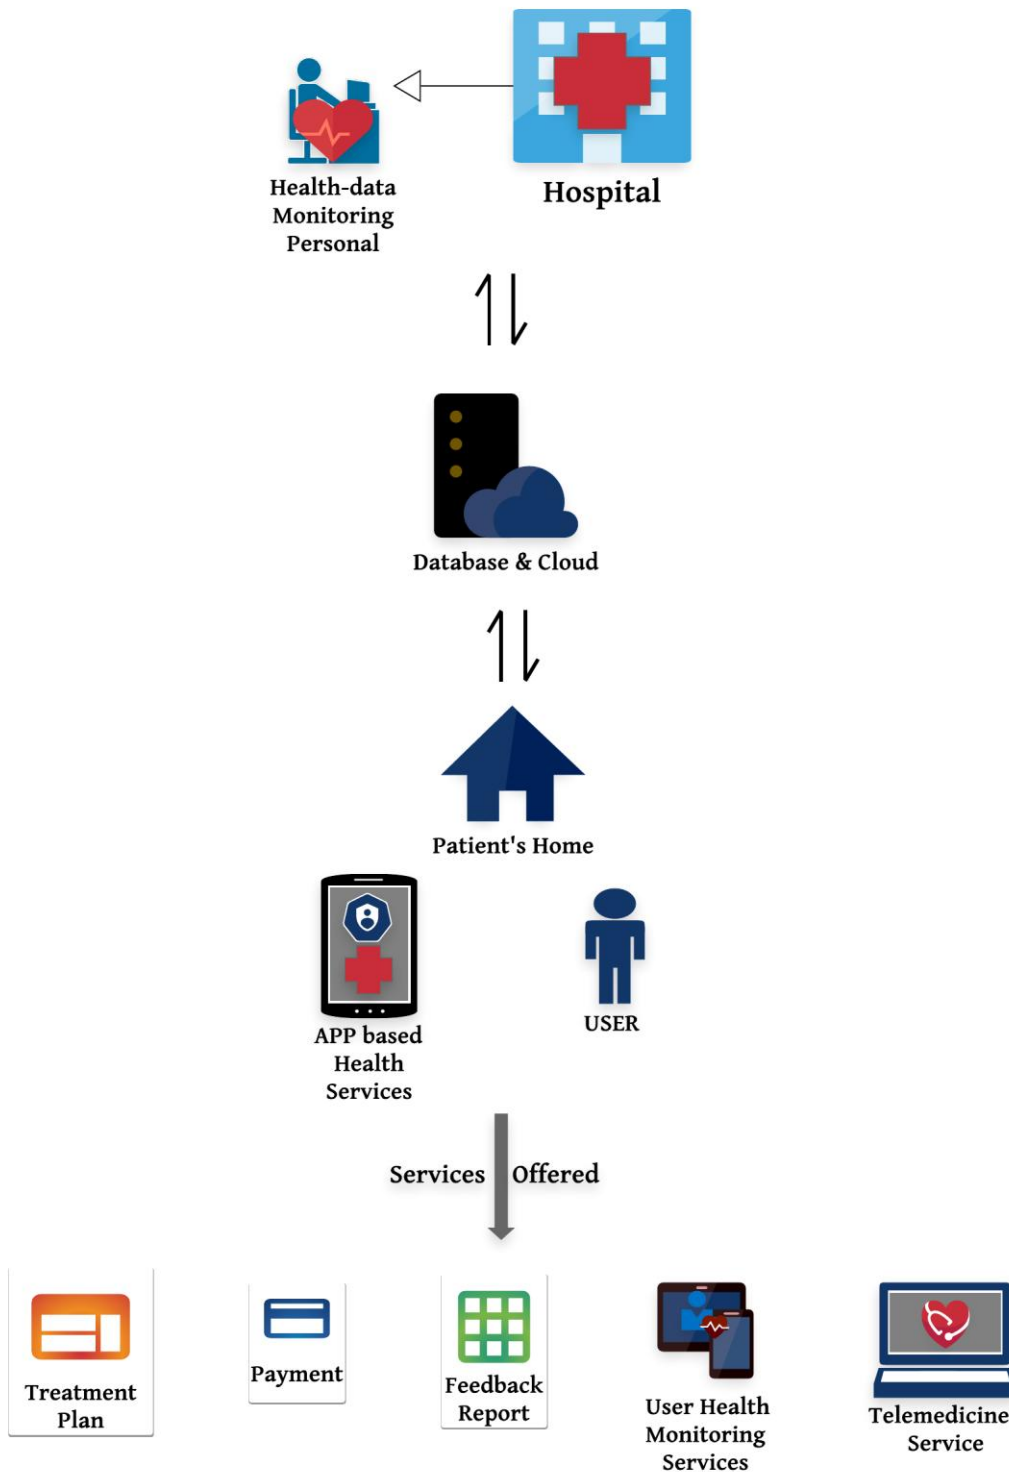 Hospital
Health-data
Monitoring
Personal
Database & Cloud
Patient's Home
APP based
Health
Services
USER
Services Offered
Treatment
Plan
Payment
Feedback
Report
User Health
Monitoring
Services
Telemedicine
Service